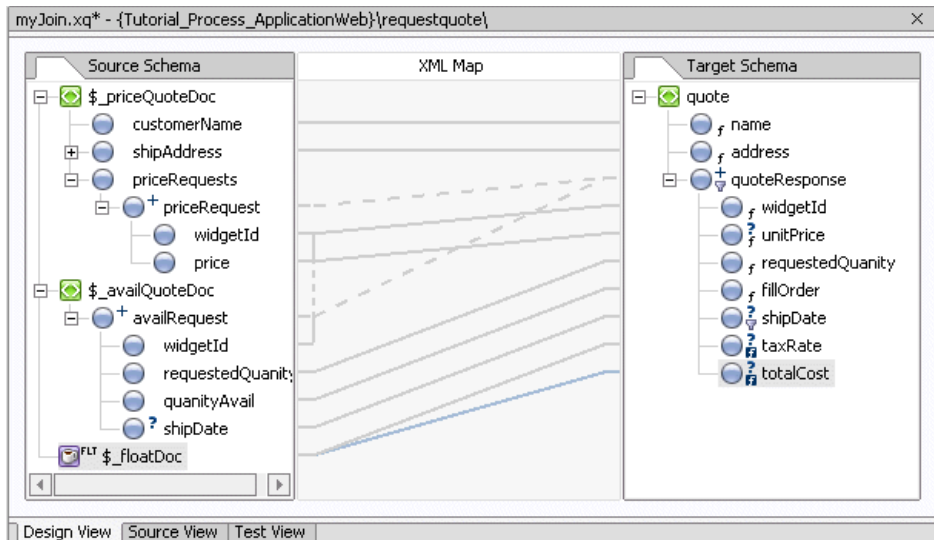 myJoin.xq* - {Tutorial_Process_ApplicationWeb}\requestquote\
Source Schema
$_priceQuoteDoc
customerName
shipAddress
priceRequests
priceRequest
widgetId
price
$_availQuoteDoc
availRequest
widgetId
requestedQuanity
quanityAvail
? shipDate
FLT $_floatDoc
XML Map
Target Schema
quote
f name
f address
quoteResponse
f widgetId
? f unitPrice
f requestedQuanity
f fillOrder
? shipDate
? f taxRate
? f totalCost
Design View Source View Test View